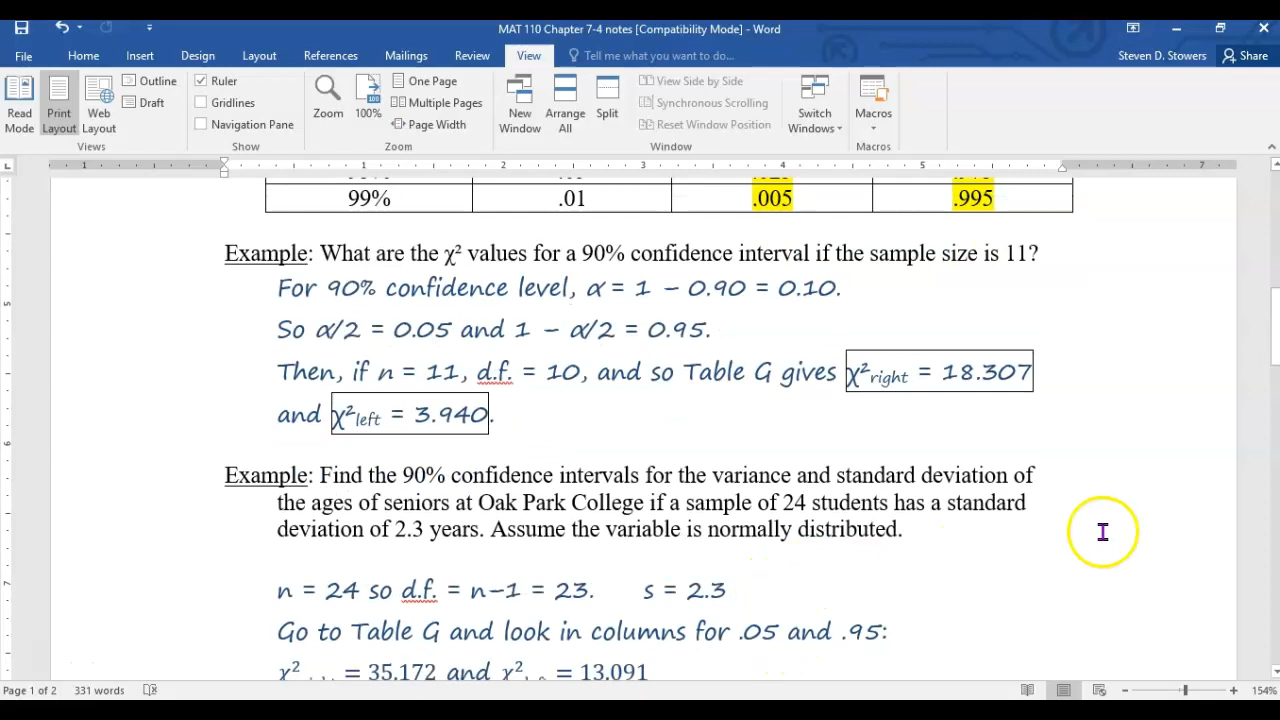 MAT 110 Chapter 7-4 notes [Compatibility Mode] - Word
File Home Insert Design Layout References Mailings Review View Tell me what you want to do... Steven D. Stowers Share
Read Mode
Print Layout
Web Layout
Outline
Draft
Views
Ruler
Gridlines
Navigation Pane
Show
Zoom
100%
One Page
Multiple Pages
Page Width
Zoom
New Window
Arrange All
Split
View Side by Side
Synchronous Scrolling
Reset Window Position
Window
Switch Windows
Macros
Macros
1 1 2 3 4 5 7
99% .01 .005 .995
Example: What are the χ² values for a 90% confidence interval if the sample size is 11?
For 90% confidence level, α = 1 – 0.90 = 0.10.
So α/2 = 0.05 and 1 – α/2 = 0.95.
Then, if n = 11, d.f. = 10, and so Table G gives χ²right = 18.307
and χ²left = 3.940.
Example: Find the 90% confidence intervals for the variance and standard deviation of
the ages of seniors at Oak Park College if a sample of 24 students has a standard
deviation of 2.3 years. Assume the variable is normally distributed.
n = 24 so d.f. = n–1 = 23. s = 2.3
Go to Table G and look in columns for .05 and .95:
χ² = 35.172 and χ² = 13.091
Page 1 of 2 331 words 154%